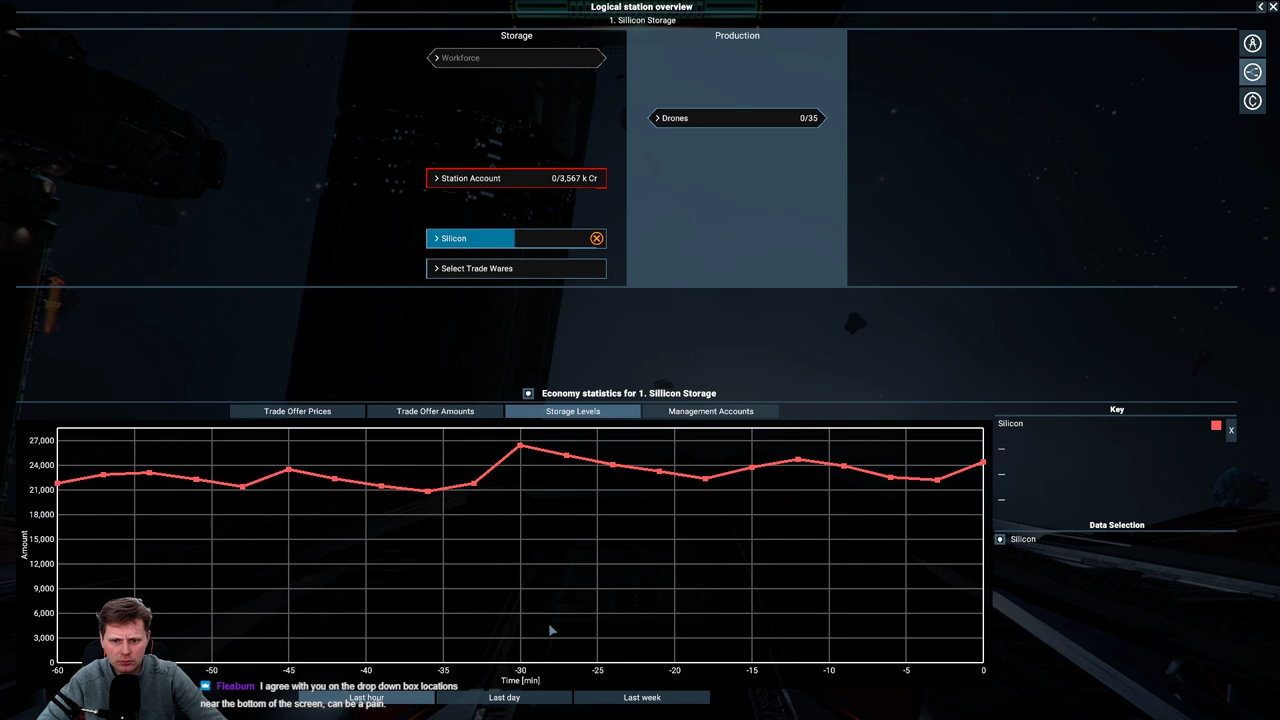 Logical station overview
1. Sillicon Storage
Storage
Production
Workforce
Drones 0/35
Station Account 0/3,567 k Cr
Silicon
Select Trade Wares
Economy statistics for 1. Sillicon Storage
Trade Offer Prices Trade Offer Amounts Storage Levels Management Accounts
Key
Silicon
X
–
–
–
Data Selection
Silicon
27,000
24,000
21,000
18,000
15,000
12,000
9,000
6,000
3,000
0
Amount
-60 -50 -45 -40 -35 -30 -25 -20 -15 -10 -5 0
Time [min]
Last hour Last day Last week
Fleabum I agree with you on the drop down box locations
near the bottom of the screen, can be a pain.